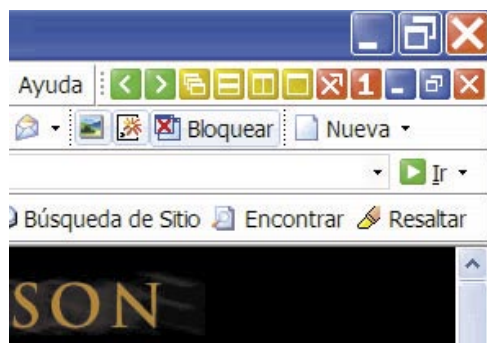 Ayuda 1
Bloquear Nueva
Ir
Búsqueda de Sitio Encontrar Resaltar
SON